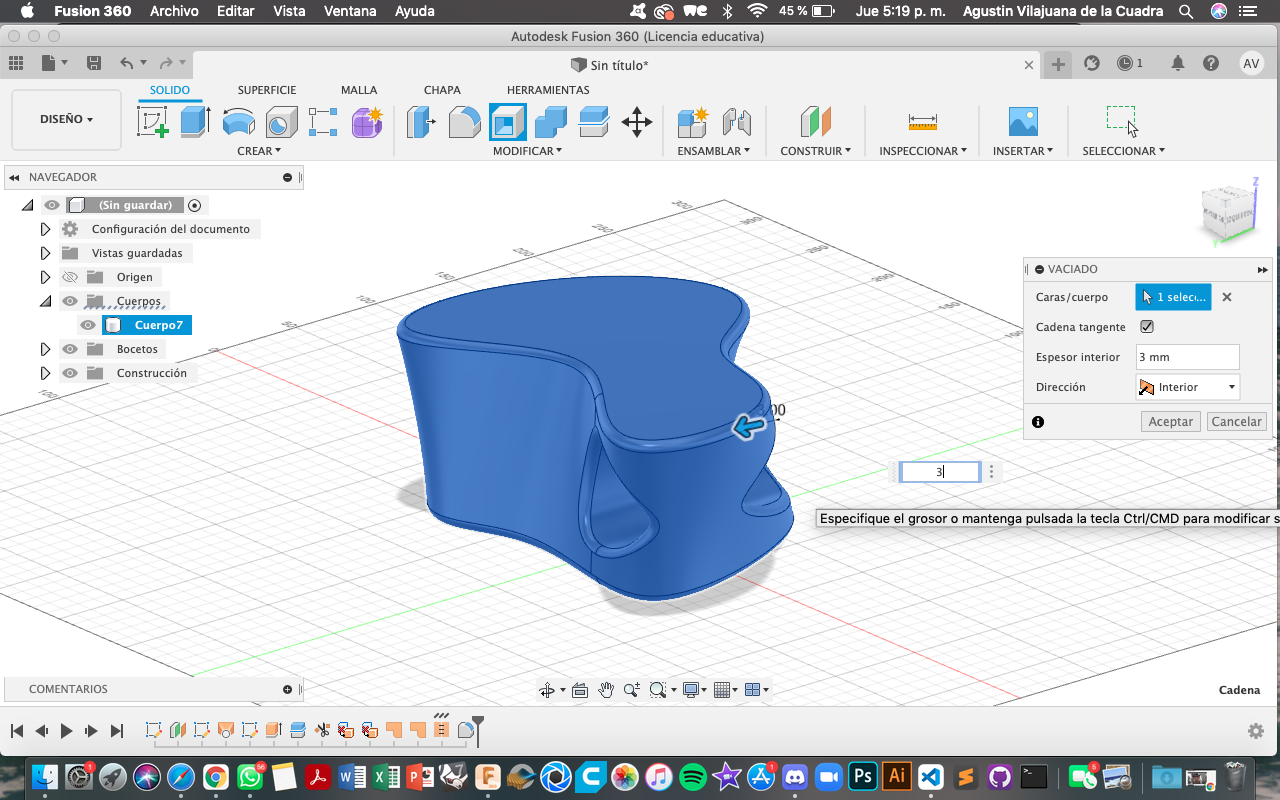 Fusion 360 Archivo Editar Vista Ventana Ayuda 45 % Jue 5:19 p. m. Agustin Vilajuana de la Cuadra
Autodesk Fusion 360 (Licencia educativa)
Sin título* 1 AV
SOLIDO SUPERFICIE MALLA CHAPA HERRAMIENTAS
DISEÑO
CREAR MODIFICAR ENSAMBLAR CONSTRUIR INSPECCIONAR INSERTAR SELECCIONAR
NAVEGADOR
(Sin guardar)
Configuración del documento
Vistas guardadas
Origen
Cuerpos
Cuerpo7
Bocetos
Construcción
VACIADO
Caras/cuerpo 1 selec...
Cadena tangente
Espesor interior 3 mm
Dirección Interior
Aceptar Cancelar
3
Especifique el grosor o mantenga pulsada la tecla Ctrl/CMD para modificar s
COMENTARIOS
Cadena